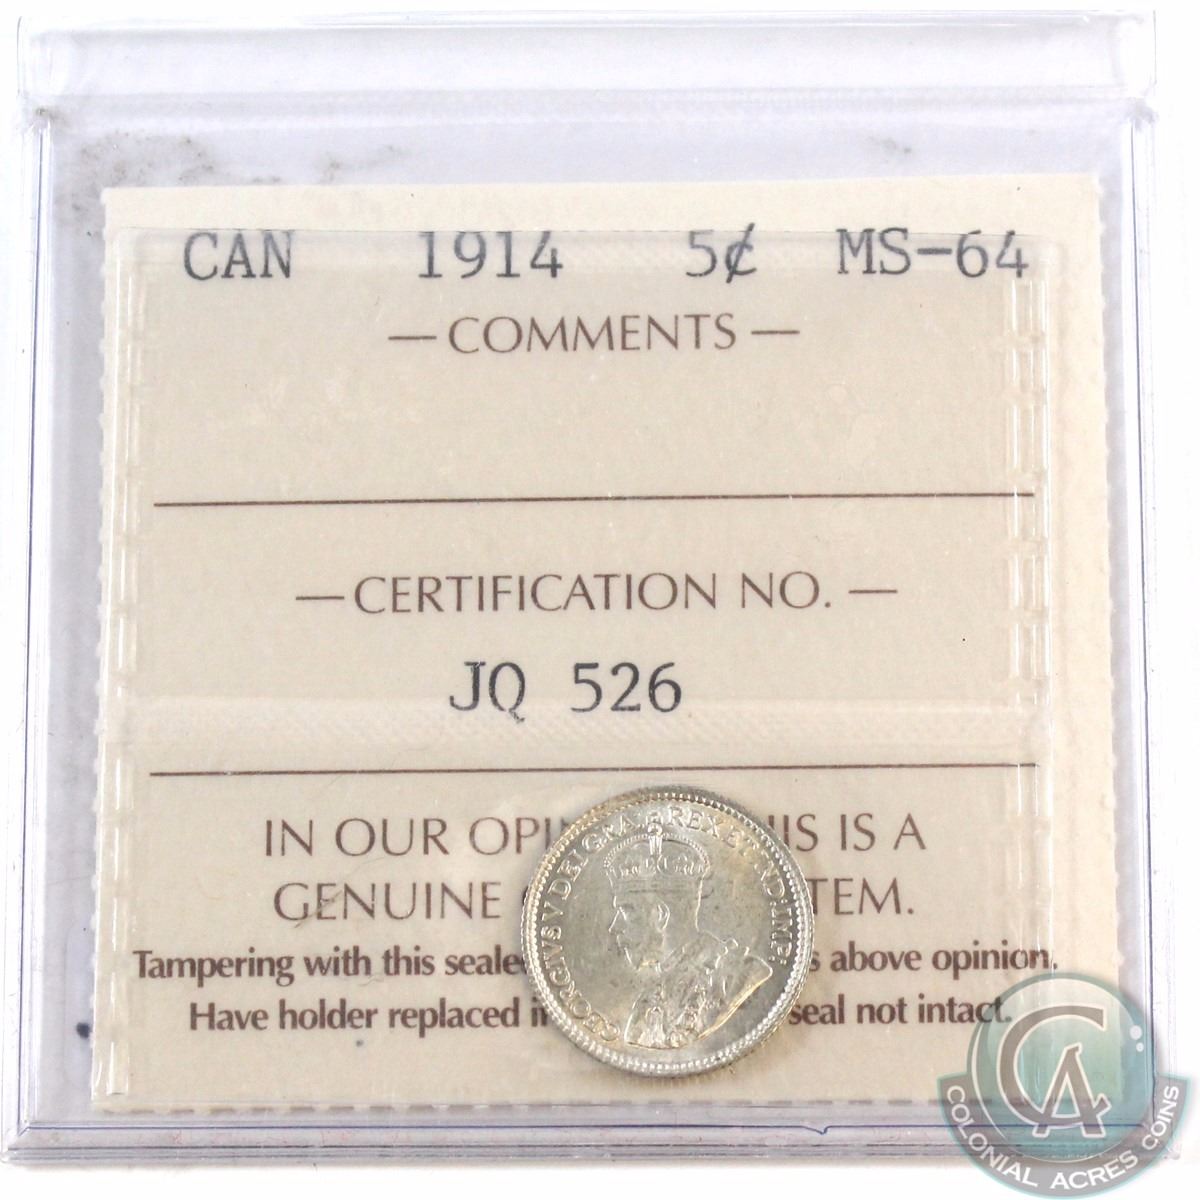 CAN 1914 5¢ MS-64
— COMMENTS —
— CERTIFICATION NO. —
JQ 526
IN OUR OPI IS IS A
GENUINE TEM.
Tampering with this seale s above opinion.
Have holder replaced i seal not intact.
GEORGIVS V DEI GRA: REX ET IND: IMP:
CA
COLONIAL ACRES COINS